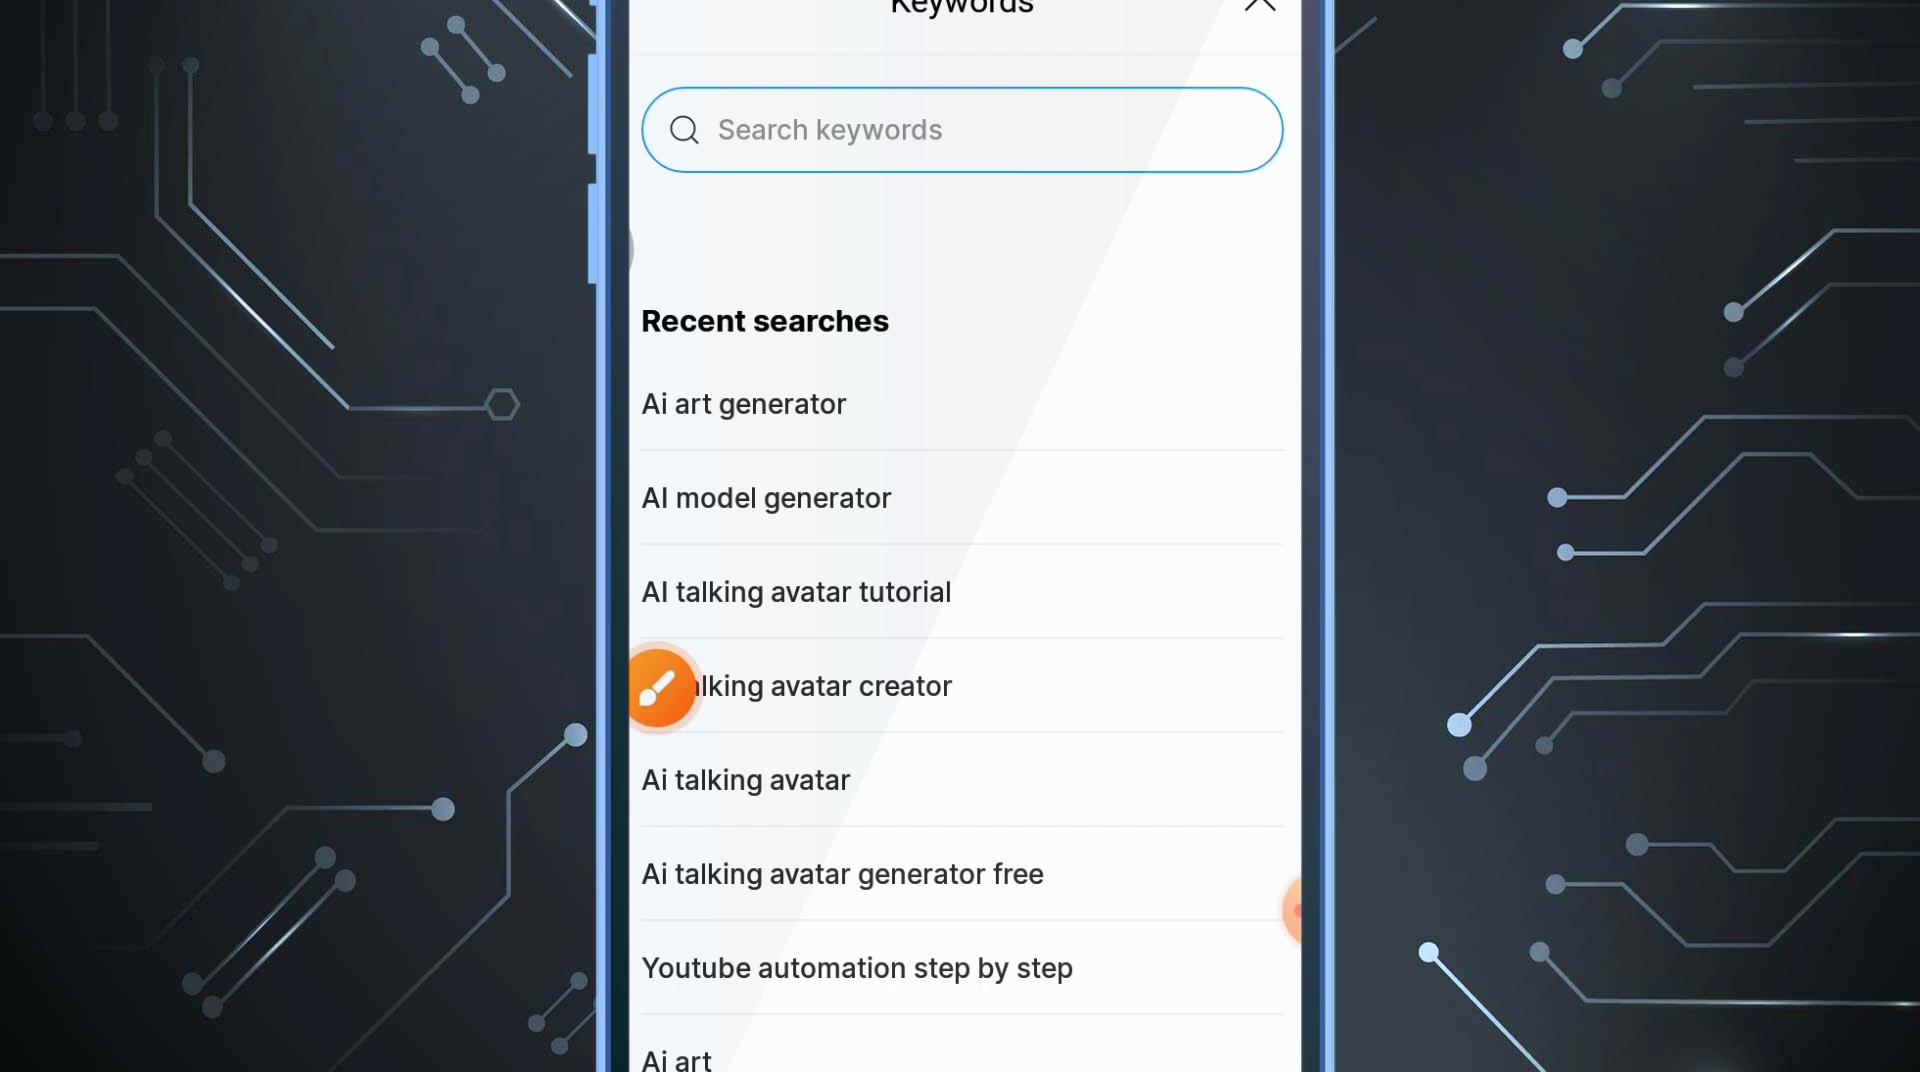 Keywords
Search keywords
Recent searches
Ai art generator
AI model generator
AI talking avatar tutorial
alking avatar creator
Ai talking avatar
Ai talking avatar generator free
Youtube automation step by step
Ai art